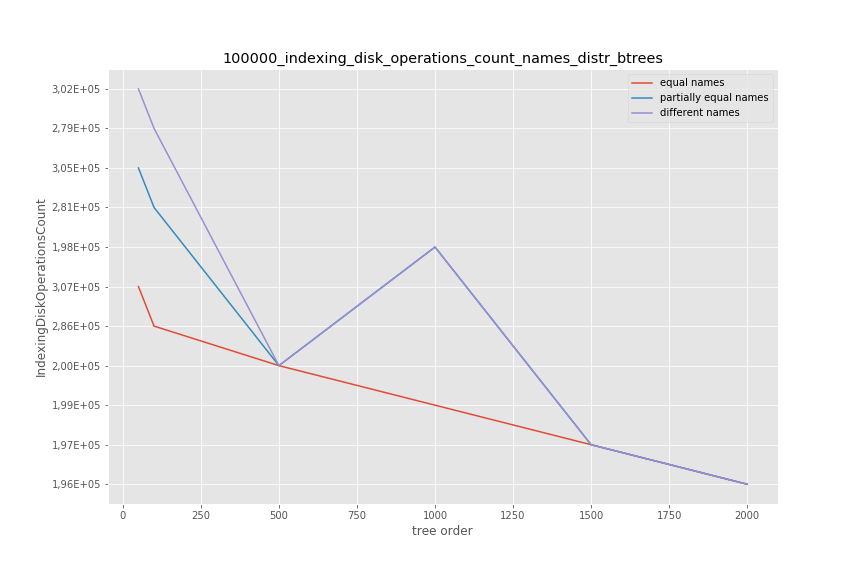 100000_indexing_disk_operations_count_names_distr_btrees
equal names
partially equal names
different names
IndexingDiskOperationsCount
3,02E+05
2,79E+05
3,05E+05
2,81E+05
1,98E+05
3,07E+05
2,86E+05
2,00E+05
1,99E+05
1,97E+05
1,96E+05
0 250 500 750 1000 1250 1500 1750 2000
tree order